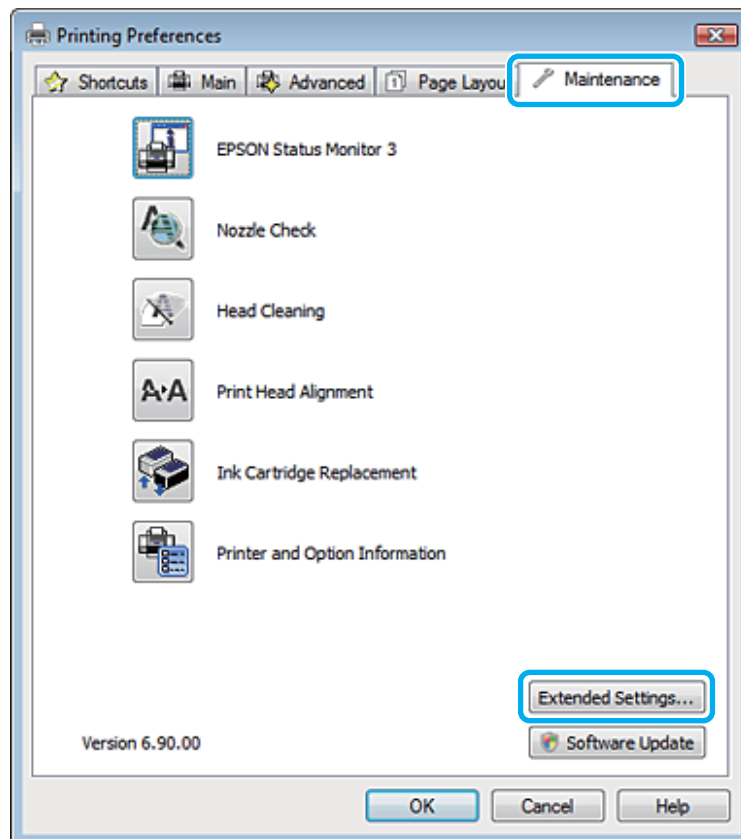 Printing Preferences
Shortcuts Main Advanced 1 Page Layou Maintenance
EPSON Status Monitor 3
Nozzle Check
Head Cleaning
A A Print Head Alignment
Ink Cartridge Replacement
Printer and Option Information
Extended Settings...
Version 6.90.00 Software Update
OK Cancel Help